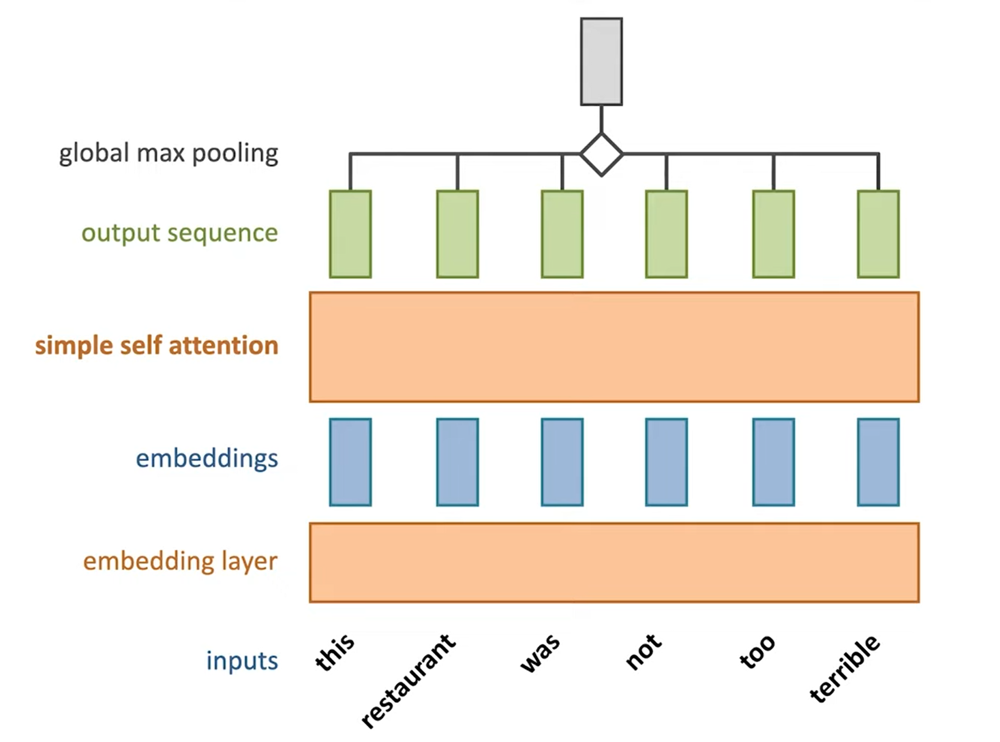 global max pooling
output sequence
simple self attention
embeddings
embedding layer
inputs
this
restaurant
was
not
too
terrible